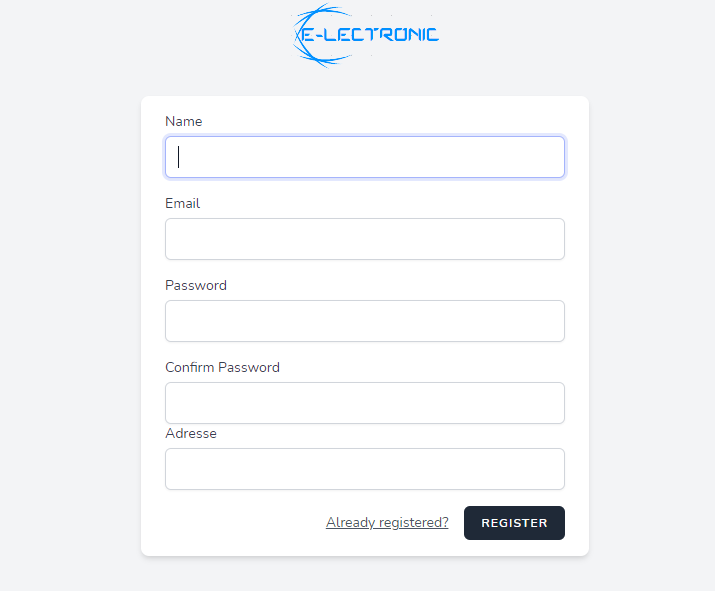 E-LECTRONIC
Name
Email
Password
Confirm Password
Adresse
Already registered? REGISTER